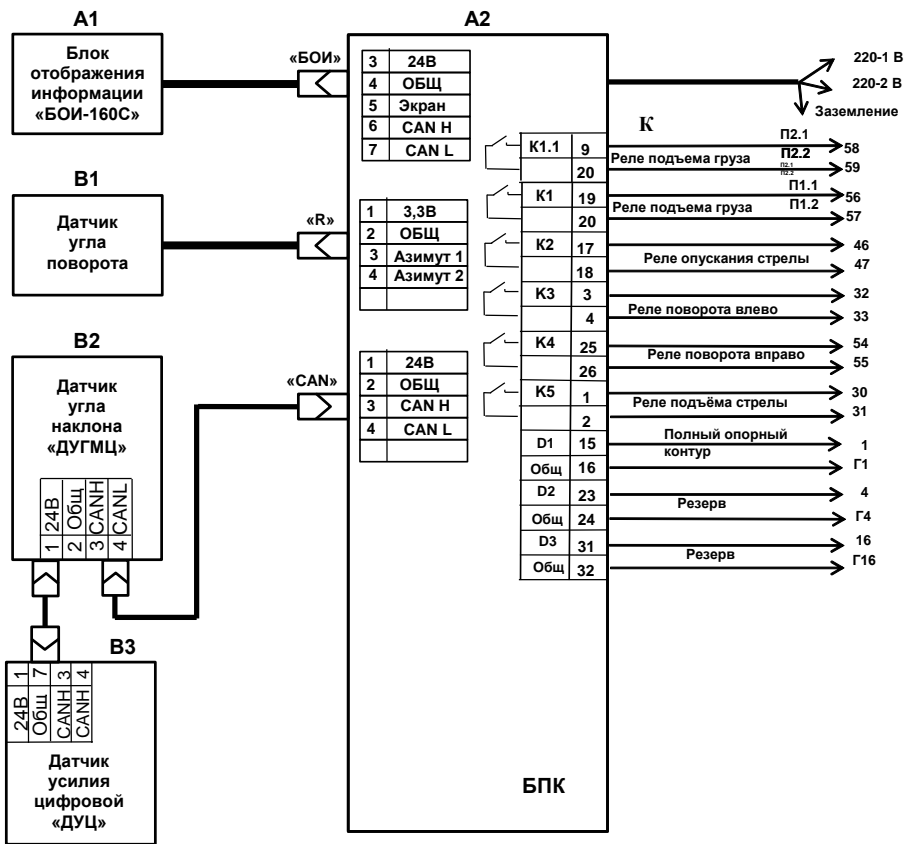 А1
Блок
отображения
информации
«БОИ-160С»
«БОИ»
А2
3 24В
4 ОБЩ
5 Экран
6 CAN H
7 CAN L
220-1 В
220-2 В
Заземление
К
К1.1 9 П2.1 58
Реле подъема груза П2.2
П2.1
П2.2
20 59
К1 19 П1.1 56
Реле подъема груза П1.2
20 57
К2 17 46
Реле опускания стрелы
18 47
К3 3 32
Реле поворота влево
4 33
К4 25 54
Реле поворота вправо
26 55
К5 1 30
Реле подъёма стрелы
2 31
D1 15 Полный опорный 1
контур
Общ 16 Г1
D2 23 4
Резерв
Общ 24 Г4
D3 31 16
Резерв
Общ 32 Г16
В1
Датчик
угла
поворота
«R»
1 3,3В
2 ОБЩ
3 Азимут 1
4 Азимут 2
В2
Датчик
угла
наклона
«ДУГМЦ»
1 24В
2 Общ
3 CANH
4 CANL
«CAN»
1 24В
2 ОБЩ
3 CAN H
4 CAN L
В3
24В 1
Общ 7
CANH 3
CANH 4
Датчик
усилия
цифровой
«ДУЦ»
БПК